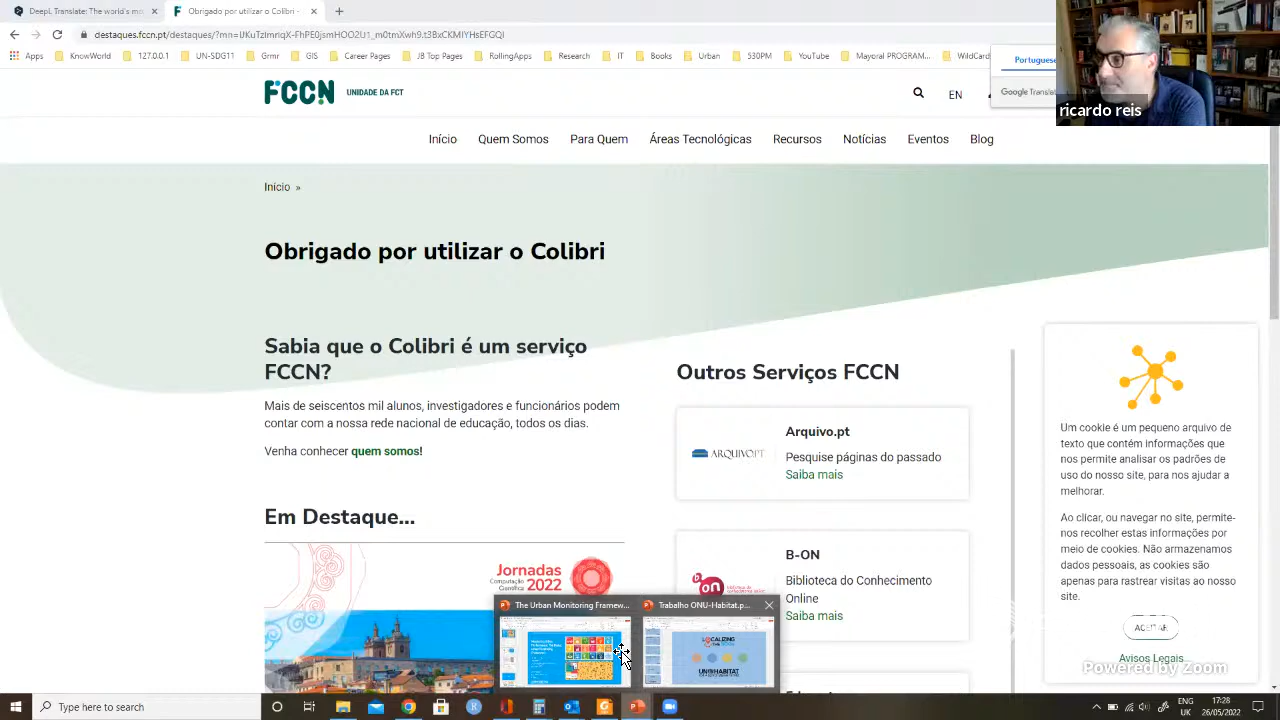 DeepL Translate: The world's mo
Obrigado por utilizar o Colibri -
destaques.fccn.pt/destaques/?mn=
Apps
KnowWorld
127.0.0.1
UN-SDG11
Grmr
GIS
Career Pages
JB Top Pages
RollForming
Research
IT
Books
Urban
530PM
YouTube
Mayoral PROGRAM...
WildCard
Portuguese
Google Transla
ricardo reis
FCCN
UNIDADE DA FCT
EN
Início
Quem Somos
Para Quem
Áreas Tecnológicas
Recursos
Notícias
Eventos
Blog
Início »
Obrigado por utilizar o Colibri
Sabia que o Colibri é um serviço
FCCN?
Mais de seiscentos mil alunos, investigadores e funcionários podem
contar com a nossa rede nacional de educação, todos os dias.
Venha conhecer quem somos!
Em Destaque...
Jornadas
Computação
Científica 2022
Outros Serviços FCCN
ARQUIVO.PT
Arquivo.pt
Pesquise páginas do passado
Saiba mais
b on
B-ON
Biblioteca do Conhecimento
Online
Saiba mais
Um cookie é um pequeno arquivo de
texto que contém informações que
nos permite analisar os padrões de
uso do nosso site, para nos ajudar a
melhorar.
Ao clicar, ou navegar no site, permite-
nos recolher estas informações por
meio de cookies. Não armazenamos
dados pessoais, as cookies são
apenas para rastrear visitas ao nosso
site.
ACEITAR
Avisos Legais
Powered by Zoom
The Urban Monitoring Framew...
Trabalho ONU-Habitat.p...
LOCALIZING
THE SDGs
UN HABITAT
Type here to search
ENG
UK
17:28
26/05/2022